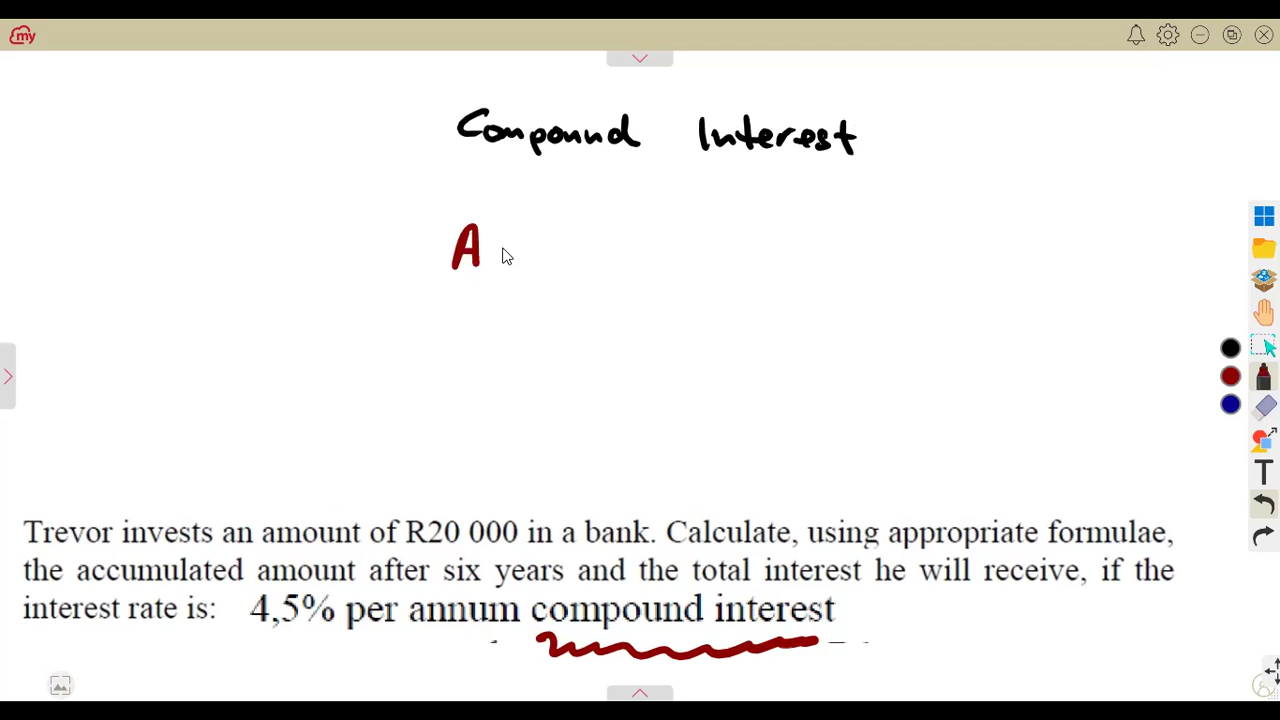 my
Compound Interest
A
T
Trevor invests an amount of R20 000 in a bank. Calculate, using appropriate formulae,
the accumulated amount after six years and the total interest he will receive, if the
interest rate is: 4,5% per annum compound interest